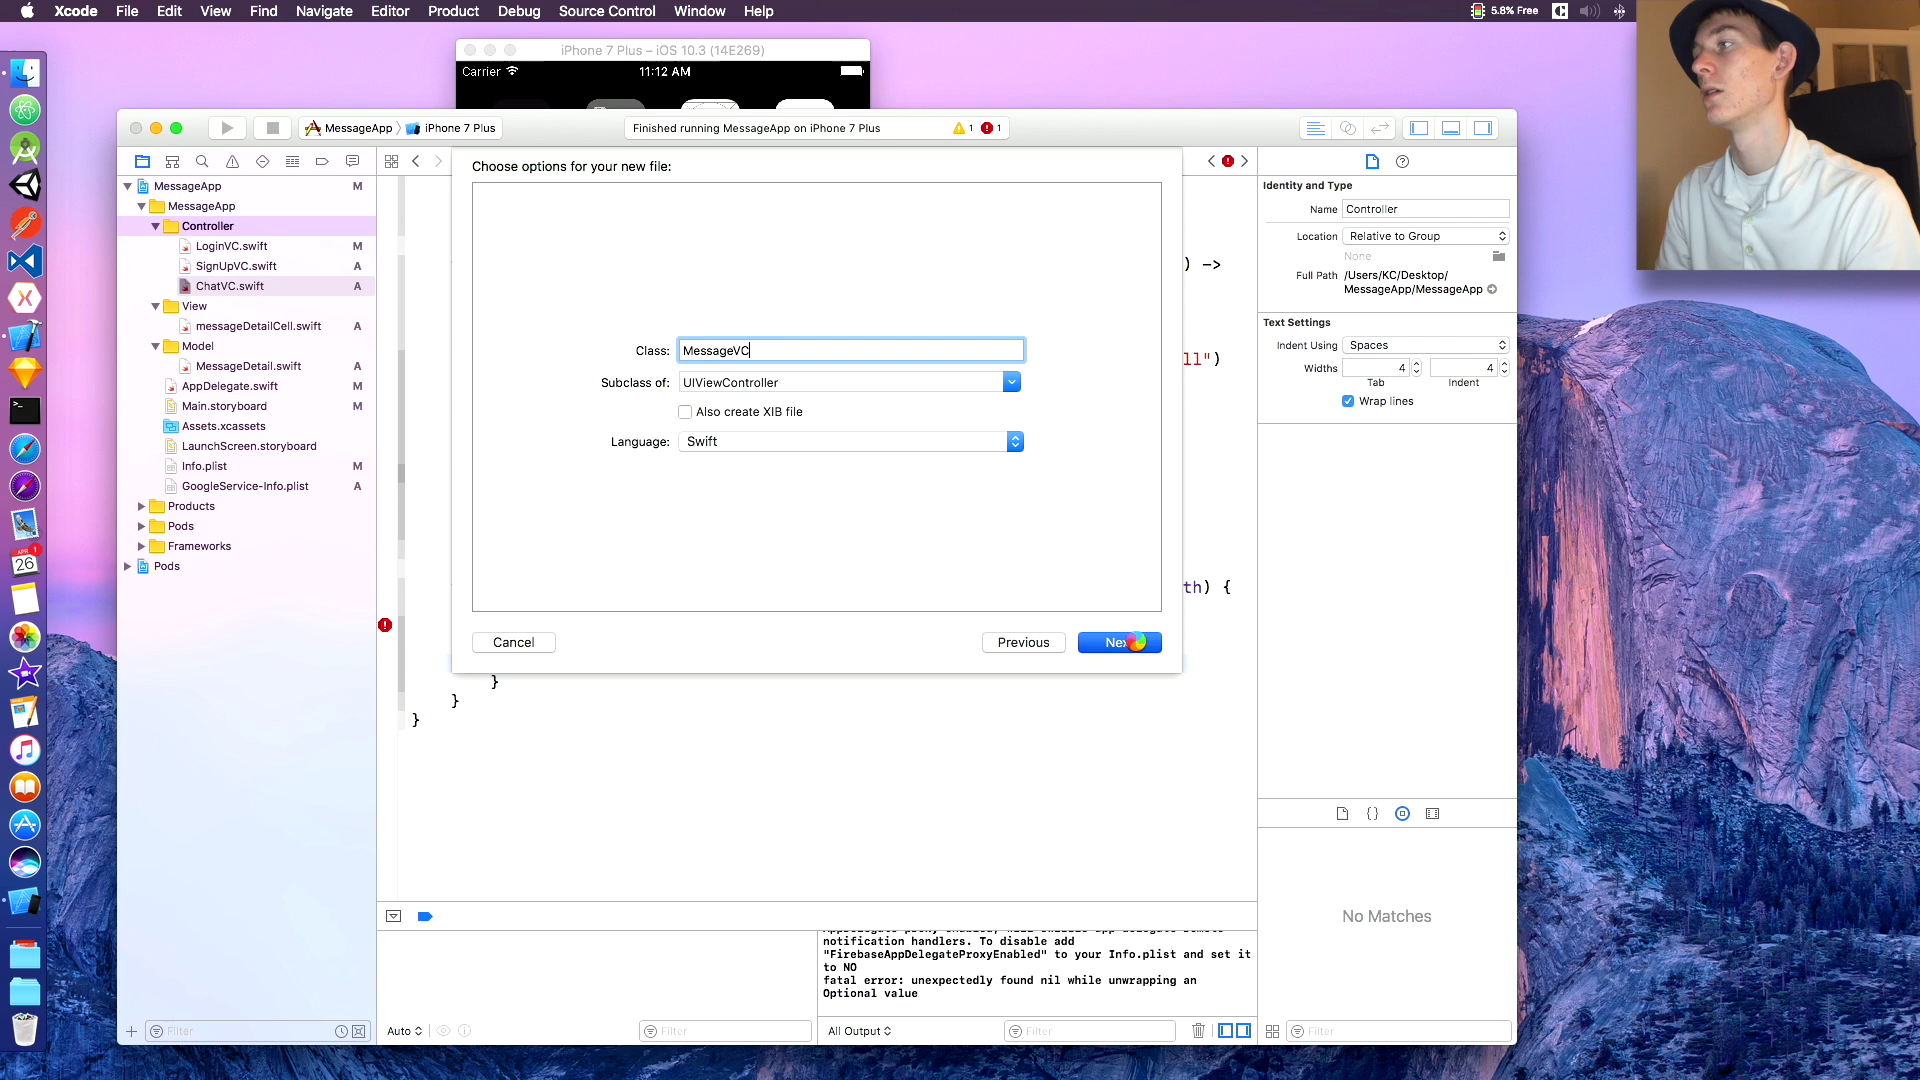 Xcode File Edit View Find Navigate Editor Product Debug Source Control Window Help
5.8% Free
iPhone 7 Plus – iOS 10.3 (14E269)
Carrier 11:12 AM
MessageApp iPhone 7 Plus
Finished running MessageApp on iPhone 7 Plus
1 1
MessageApp M
MessageApp
Controller
LoginVC.swift M
SignUpVC.swift A
ChatVC.swift A
View
messageDetailCell.swift A
Model
MessageDetail.swift A
AppDelegate.swift M
Main.storyboard M
Assets.xcassets
LaunchScreen.storyboard
Info.plist M
GoogleService-Info.plist A
Products
Pods
Frameworks
Pods
Filter
Choose options for your new file:
Class: MessageVC
Subclass of: UIViewController
Also create XIB file
Language: Swift
Cancel
Previous
) ->
ll")
th) {
}
}
}
Identity and Type
Name Controller
Location Relative to Group
None
Full Path /Users/KC/Desktop/
MessageApp/MessageApp
Text Settings
Indent Using Spaces
Widths 4 4
Tab Indent
Wrap lines
{}
No Matches
notification handlers. To disable add
"FirebaseAppDelegateProxyEnabled" to your Info.plist and set it
to NO
fatal error: unexpectedly found nil while unwrapping an
Optional value
Auto
Filter
All Output
Filter
Filter
APR
26
1